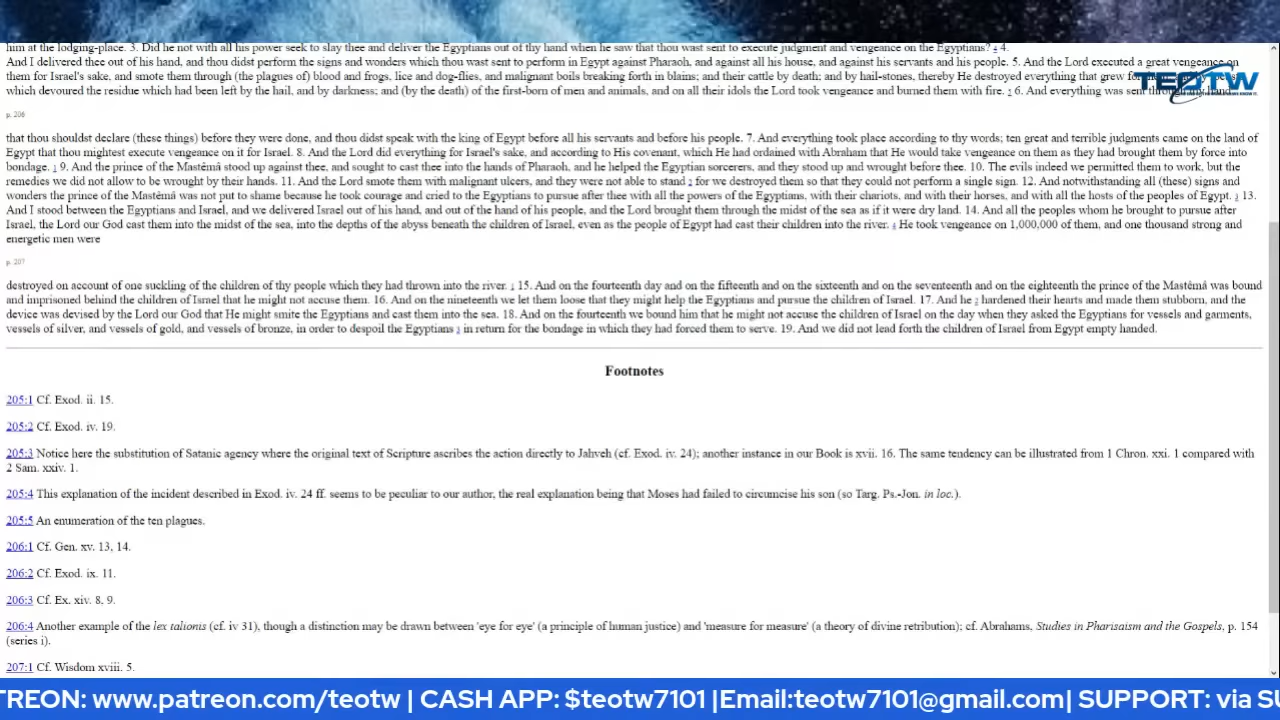 him at the lodging-place. 3. Did he not with all his power seek to slay thee and deliver the Egyptians out of thy hand when he saw that thou wast sent to execute judgment and vengeance on the Egyptians? 4 4.
And I delivered thee out of his hand, and thou didst perform the signs and wonders which thou wast sent to perform in Egypt against Pharaoh, and against all his house, and against his servants and his people. 5. And the Lord executed a great vengeance on
them for Israel's sake, and smote them through (the plagues of) blood and frogs, lice and dog-flies, and malignant boils breaking forth in blains; and their cattle by death; and by hail-stones, thereby He destroyed everything that grew for
TEOTW
which devoured the residue which had been left by the hail, and by darkness; and (by the death) of the first-born of men and animals, and on all their idols the Lord took vengeance and burned them with fire. 5 6. And everything was sent through thy hand,
p. 206
that thou shouldst declare (these things) before they were done, and thou didst speak with the king of Egypt before all his servants and before his people. 7. And everything took place according to thy words; ten great and terrible judgments came on the land of
Egypt that thou mightest execute vengeance on it for Israel. 8. And the Lord did everything for Israel's sake, and according to His covenant, which He had ordained with Abraham that He would take vengeance on them as they had brought them by force into
bondage. 1 9. And the prince of the Mastêmâ stood up against thee, and sought to cast thee into the hands of Pharaoh, and he helped the Egyptian sorcerers, and they stood up and wrought before thee. 10. The evils indeed we permitted them to work, but the
remedies we did not allow to be wrought by their hands. 11. And the Lord smote them with malignant ulcers, and they were not able to stand 2 for we destroyed them so that they could not perform a single sign. 12. And notwithstanding all (these) signs and
wonders the prince of the Mastêmâ was not put to shame because he took courage and cried to the Egyptians to pursue after thee with all the powers of the Egyptians, with their chariots, and with their horses, and with all the hosts of the peoples of Egypt. 3 13.
And I stood between the Egyptians and Israel, and we delivered Israel out of his hand, and out of the hand of his people, and the Lord brought them through the midst of the sea as if it were dry land. 14. And all the peoples whom he brought to pursue after
Israel, the Lord our God cast them into the midst of the sea, into the depths of the abyss beneath the children of Israel, even as the people of Egypt had cast their children into the river. 4 He took vengeance on 1,000,000 of them, and one thousand strong and
energetic men were
p. 207
destroyed on account of one suckling of the children of thy people which they had thrown into the river. 1 15. And on the fourteenth day and on the fifteenth and on the sixteenth and on the seventeenth and on the eighteenth the prince of the Mastêmâ was bound
and imprisoned behind the children of Israel that he might not accuse them. 16. And on the nineteenth we let them loose that they might help the Egyptians and pursue the children of Israel. 17. And he 2 hardened their hearts and made them stubborn, and the
device was devised by the Lord our God that He might smite the Egyptians and cast them into the sea. 18. And on the fourteenth we bound him that he might not accuse the children of Israel on the day when they asked the Egyptians for vessels and garments,
vessels of silver, and vessels of gold, and vessels of bronze, in order to despoil the Egyptians 3 in return for the bondage in which they had forced them to serve. 19. And we did not lead forth the children of Israel from Egypt empty handed.
Footnotes
205:1 Cf. Exod. ii. 15.
205:2 Cf. Exod. iv. 19.
205:3 Notice here the substitution of Satanic agency where the original text of Scripture ascribes the action directly to Jahveh (cf. Exod. iv. 24); another instance in our Book is xvii. 16. The same tendency can be illustrated from 1 Chron. xxi. 1 compared with
2 Sam. xxiv. 1.
205:4 This explanation of the incident described in Exod. iv. 24 ff. seems to be peculiar to our author, the real explanation being that Moses had failed to circumcise his son (so Targ. Ps.-Jon. in loc.).
205:5 An enumeration of the ten plagues.
206:1 Cf. Gen. xv. 13, 14.
206:2 Cf. Exod. ix. 11.
206:3 Cf. Ex. xiv. 8, 9.
206:4 Another example of the lex talionis (cf. iv 31), though a distinction may be drawn between 'eye for eye' (a principle of human justice) and 'measure for measure' (a theory of divine retribution); cf. Abrahams, Studies in Pharisaism and the Gospels, p. 154
(series i).
207:1 Cf. Wisdom xviii. 5.
TREON: www.patreon.com/teotw | CASH APP: $teotw7101 |Email:teotw7101@gmail.com| SUPPORT: via SU